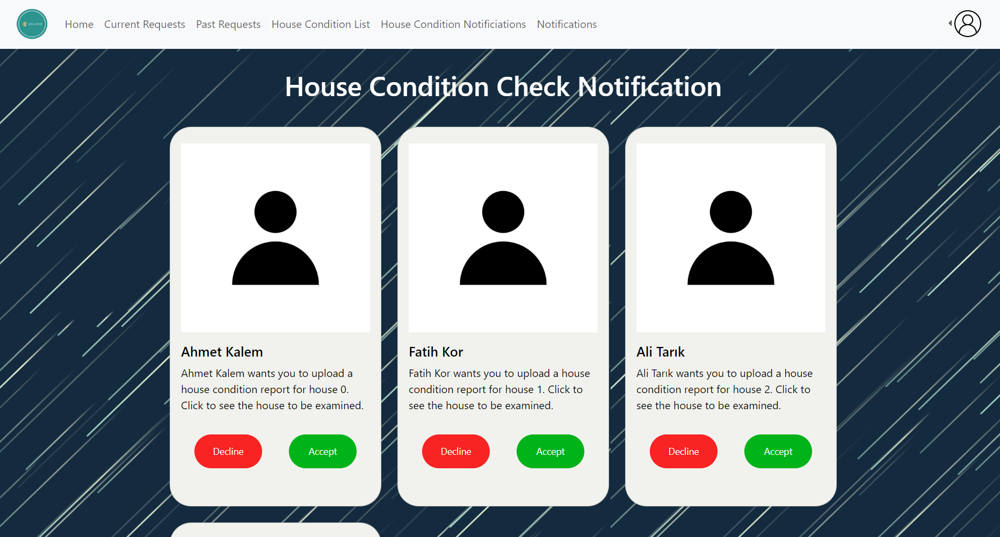 securent
Home Current Requests Past Requests House Condition List House Condition Notificiations Notifications
House Condition Check Notification
Ahmet Kalem
Ahmet Kalem wants you to upload a
house condition report for house 0.
Click to see the house to be examined.
Decline Accept
Fatih Kor
Fatih Kor wants you to upload a house
condition report for house 1. Click to
see the house to be examined.
Decline Accept
Ali Tarık
Ali Tarık wants you to upload a house
condition report for house 2. Click to
see the house to be examined.
Decline Accept